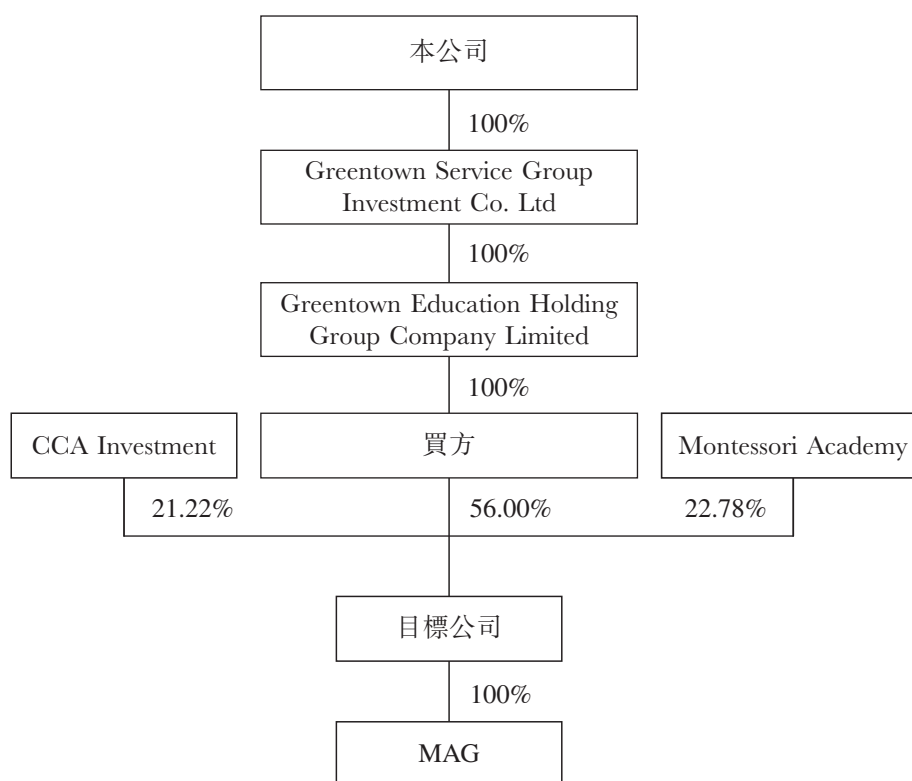 本公司
100%
Greentown Service Group
Investment Co. Ltd
100%
Greentown Education Holding
Group Company Limited
100%
CCA Investment
買方
Montessori Academy
21.22%
56.00%
22.78%
目標公司
100%
MAG